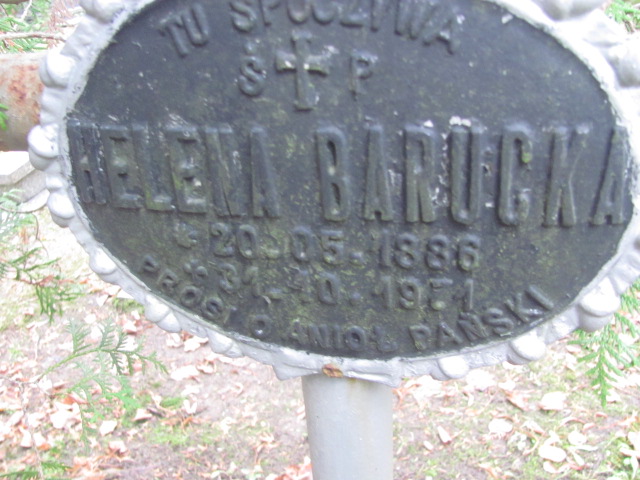 TU SPOCZYWA
Ś † P
HELENA BARUCKA
* 20.05.1886
31.10.1971
PROSI O ANIOŁ PAŃSKI